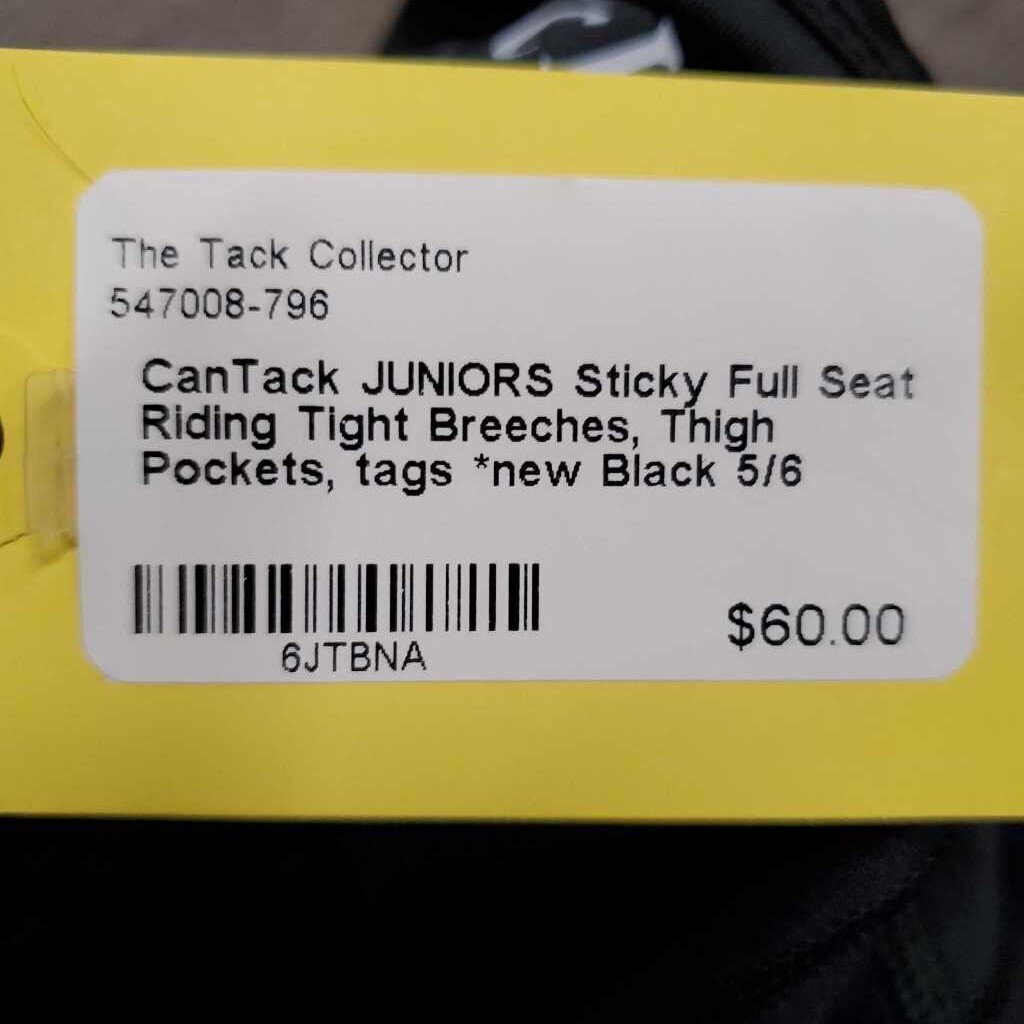 The Tack Collector
547008-796
CanTack JUNIORS Sticky Full Seat
Riding Tight Breeches, Thigh
Pockets, tags *new Black 5/6
6JTBNA
$60.00